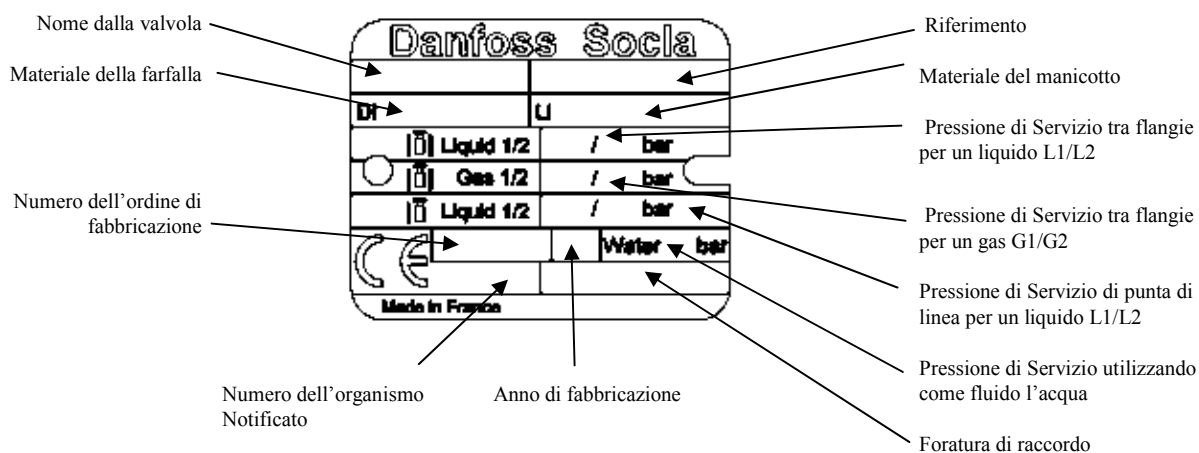 Nome dalla valvola
Materiale della farfalla
Numero dell’ordine di
fabbricazione
Danfoss Socla
DI
LI
Liquid 1/2 / bar
Gas 1/2 / bar
Liquid 1/2 / bar
Water bar
CE
Made in France
Riferimento
Materiale del manicotto
Pressione di Servizio tra flangie
per un liquido L1/L2
Pressione di Servizio tra flangie
per un gas G1/G2
Pressione di Servizio di punta di
linea per un liquido L1/L2
Pressione di Servizio utilizzando
come fluido l’acqua
Foratura di raccordo
Numero dell’organismo
Notificato
Anno di fabbricazione